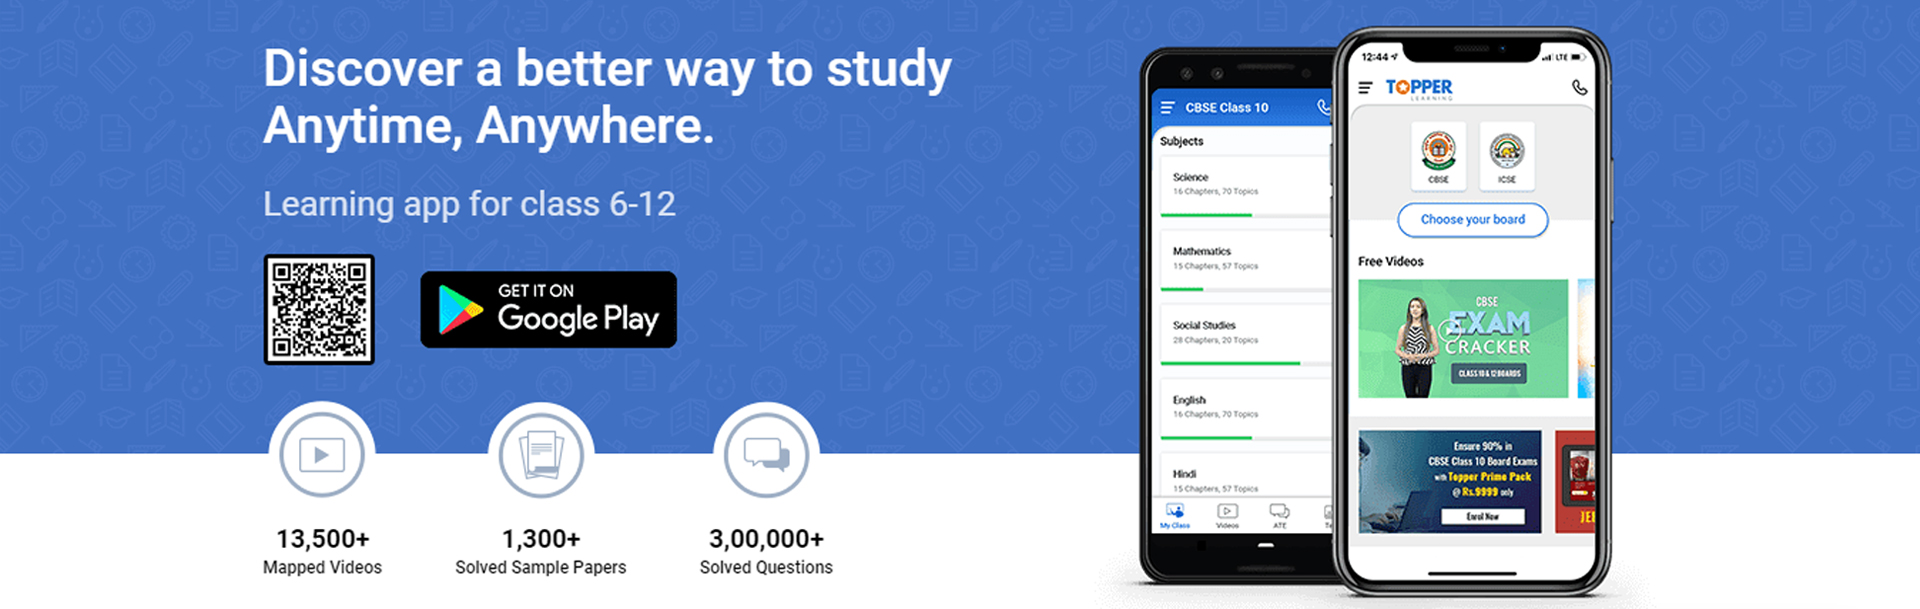 Discover a better way to study
Anytime, Anywhere.
Learning app for class 6-12
GET IT ON
Google Play
13,500+
Mapped Videos
1,300+
Solved Sample Papers
3,00,000+
Solved Questions
CBSE Class 10
Subjects
Science
16 Chapters, 70 Topics
Mathematics
15 Chapters, 57 Topics
Social Studies
28 Chapters, 20 Topics
English
16 Chapters, 70 Topics
Hindi
15 Chapters, 57 Topics
My Class
Videos
ATE
12:44
LTE
TOPPER
LEARNING
CBSE
ICSE
Choose your board
Free Videos
CBSE
EXAM
CRACKER
CLASS 10 & 12 BOARDS
Ensure 90% in
CBSE Class 10 Board Exams
with Topper Prime Pack
@ Rs.9999 only
Enrol Now